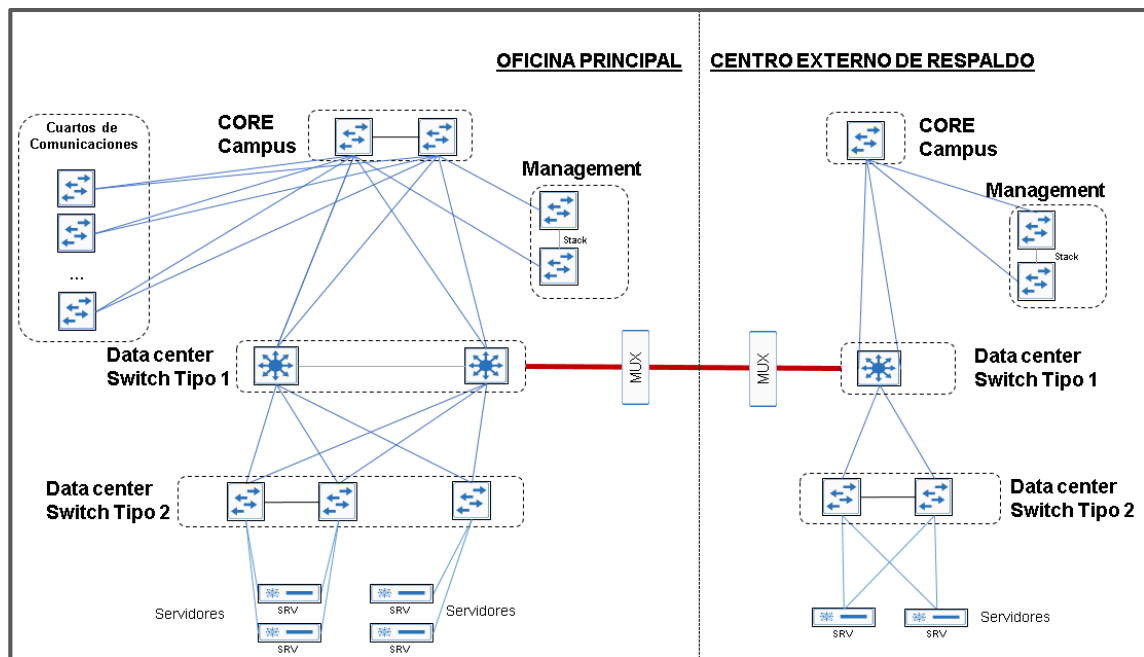 OFICINA PRINCIPAL
CENTRO EXTERNO DE RESPALDO
Cuartos de
Comunicaciones
...
CORE
Campus
Management
Stack
CORE
Campus
Management
Stack
Data center
Switch Tipo 1
MUX
MUX
Data center
Switch Tipo 1
Data center
Switch Tipo 2
Data center
Switch Tipo 2
Servidores
SRV
SRV
SRV
SRV
Servidores
SRV
SRV
Servidores